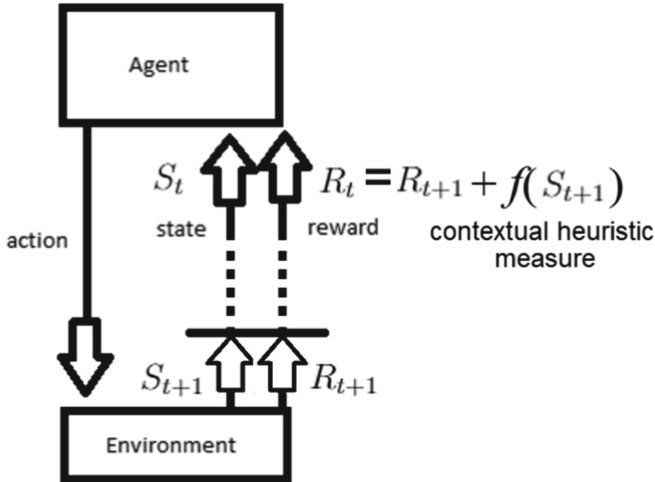 Agent
S_t
R_t = R_{t+1} + f(S_{t+1})
action
state
reward
contextual heuristic
measure
S_{t+1}
R_{t+1}
Environment